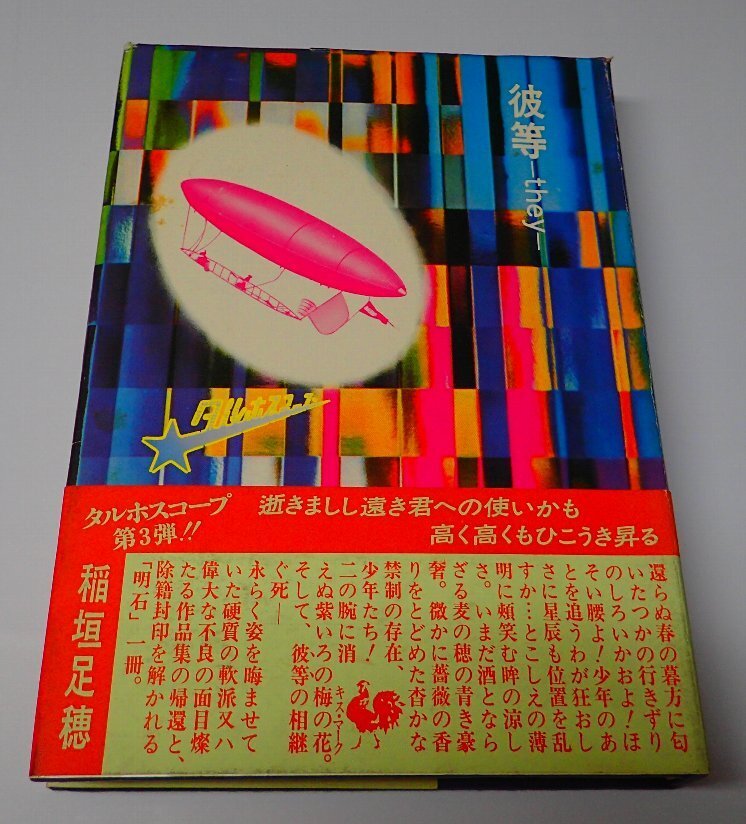 彼等—they—
タルホスコープ
タルホスコープ
第3弾!!
逝きましし遠き君への使いかも
高く高くもひこうき昇る
稲垣足穂
還らぬ春の暮方に匂
いたつかの行きずり
のしろいかおよ!ほ
そい腰よ!少年のあ
とを追うわが狂おし
さに星辰も位置を乱
すか…とこしえの薄
明に頬笑む眸の涼し
さ。いまだ酒となら
ざる麦の穂の青き豪
奢。微かに薔薇の香
りをとどめた杳かな
禁制の存在、
少年たち!
二の腕に消
えぬ紫いろの梅の花。
そして、彼等の相継
ぐ死—
キス・マーク
永らく姿を晦ませて
いた硬質の軟派又ハ
偉大な不良の面目燦
たる作品集の帰還と、
除籍封印を解かれる
「明石」一冊。